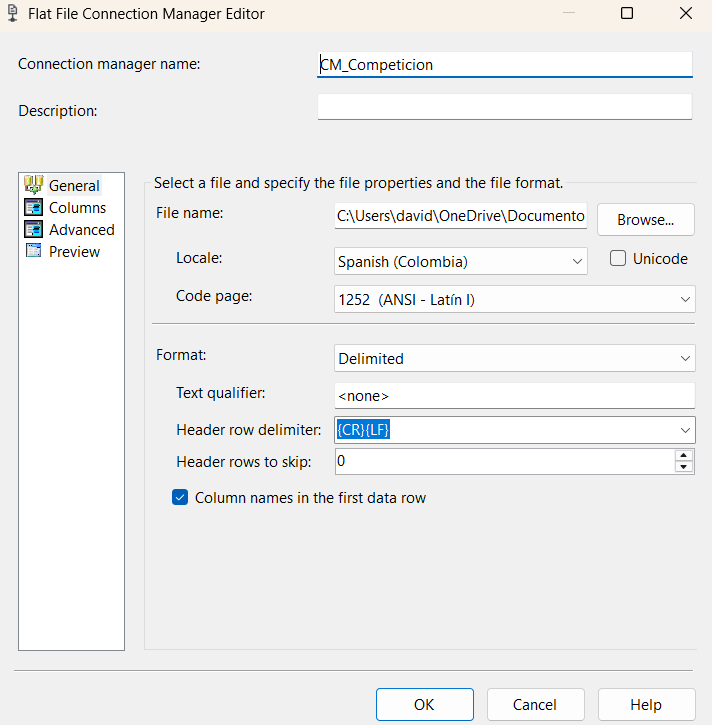 Flat File Connection Manager Editor
Connection manager name: CM_Competicion
Description:
General
Columns
Advanced
Preview
Select a file and specify the file properties and the file format.
File name: C:\Users\david\OneDrive\Documento Browse...
Locale: Spanish (Colombia) Unicode
Code page: 1252 (ANSI - Latín I)
Format: Delimited
Text qualifier: <none>
Header row delimiter: {CR}{LF}
Header rows to skip: 0
Column names in the first data row
OK Cancel Help